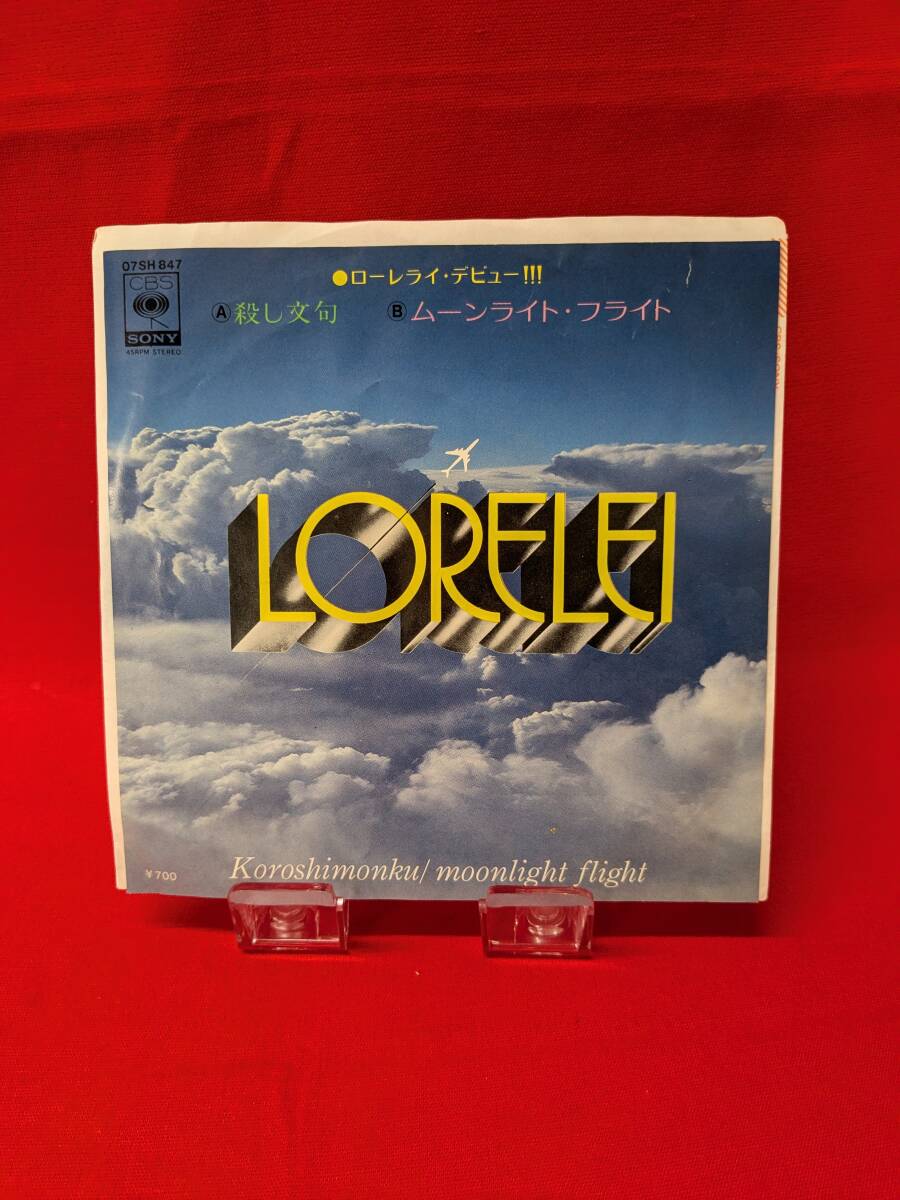 07SH 847
CBS
SONY
45RPM STEREO
●ローレライ・デビュー!!!
Ⓐ殺し文句 Ⓑムーンライト・フライト
LORELEI
¥700
Koroshimonku/moonlight flight